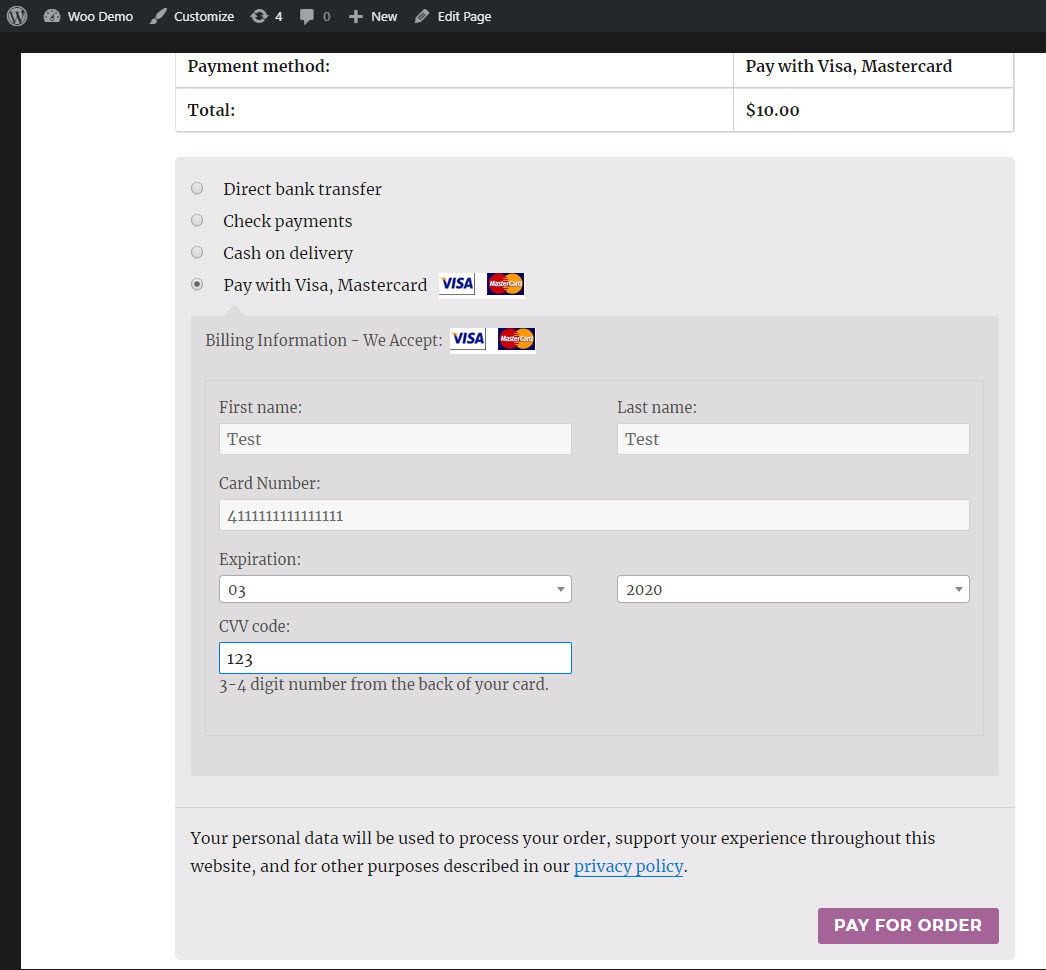 Woo Demo Customize 4 0 New Edit Page
Payment method: Pay with Visa, Mastercard
Total: $10.00
Direct bank transfer
Check payments
Cash on delivery
Pay with Visa, Mastercard VISA MasterCard
Billing Information - We Accept: VISA MasterCard
First name: Last name:
Test Test
Card Number:
4111111111111111
Expiration:
03 2020
CVV code:
123
3-4 digit number from the back of your card.
Your personal data will be used to process your order, support your experience throughout this
website, and for other purposes described in our privacy policy.
PAY FOR ORDER